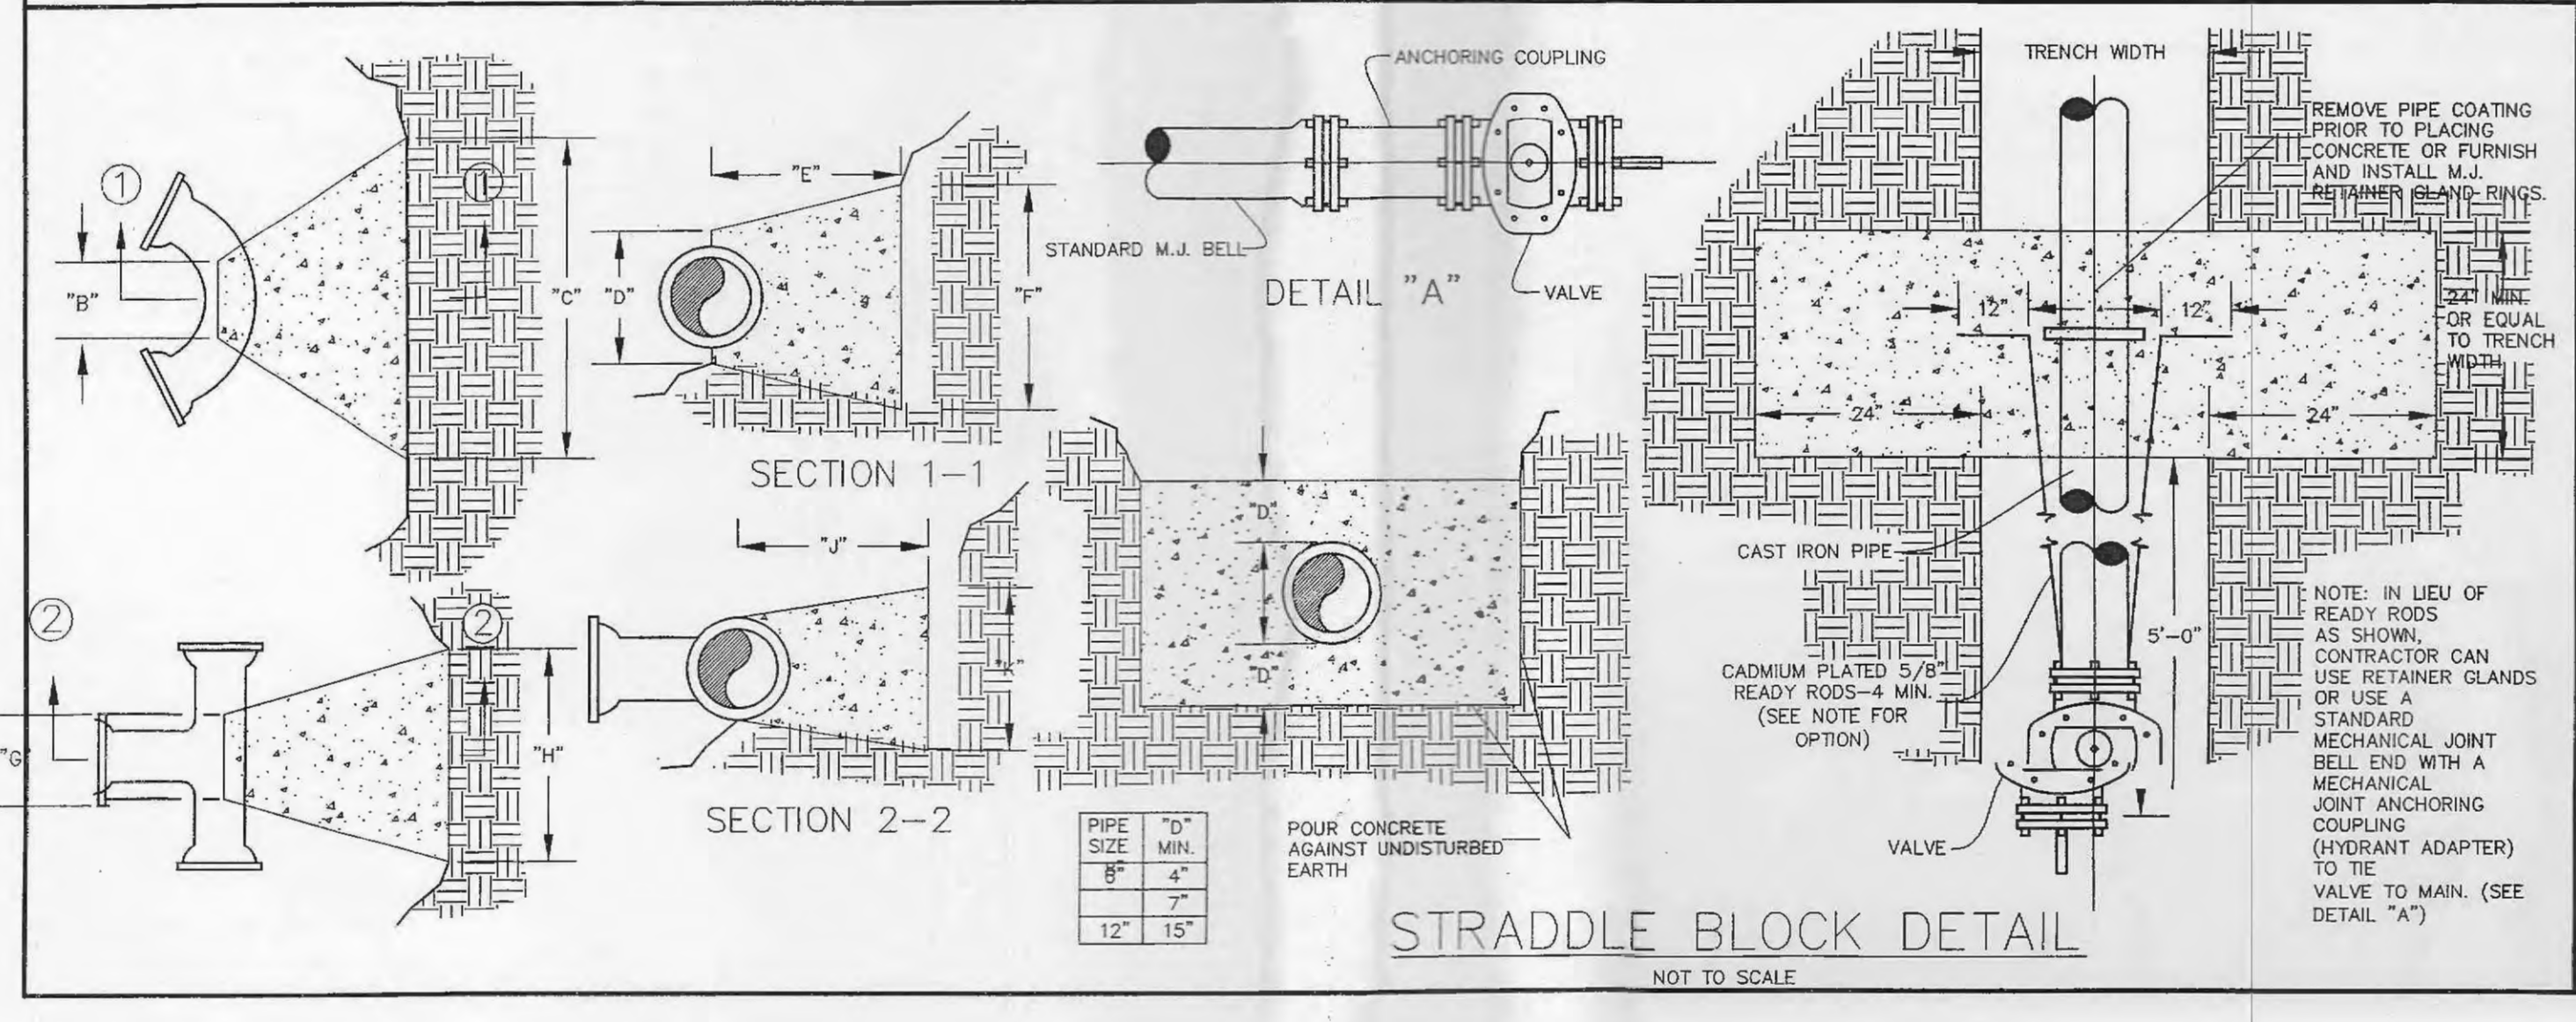 ①
"B"
①
"C"
"E"
"D"
"F"
SECTION 1-1
②
"G"
②
"H"
"J"
"K"
SECTION 2-2
ANCHORING COUPLING
STANDARD M.J. BELL
DETAIL "A"
VALVE
"D"
"D"
PIPE SIZE
"D" MIN.
4"
7"
12" 15"
POUR CONCRETE
AGAINST UNDISTURBED
EARTH
TRENCH WIDTH
REMOVE PIPE COATING
PRIOR TO PLACING
CONCRETE OR FURNISH
AND INSTALL M.J.
RETAINER GLAND RINGS.
12"
12"
24" MIN.
OR EQUAL
TO TRENCH
WIDTH
24"
24"
CAST IRON PIPE
5'-0"
CADMIUM PLATED 5/8"
READY RODS-4 MIN.
(SEE NOTE FOR
OPTION)
VALVE
NOTE: IN LIEU OF
READY RODS
AS SHOWN,
CONTRACTOR CAN
USE RETAINER GLANDS
OR USE A
STANDARD
MECHANICAL JOINT
BELL END WITH A
MECHANICAL
JOINT ANCHORING
COUPLING
(HYDRANT ADAPTER)
TO TIE
VALVE TO MAIN. (SEE
DETAIL "A")
STRADDLE BLOCK DETAIL
NOT TO SCALE